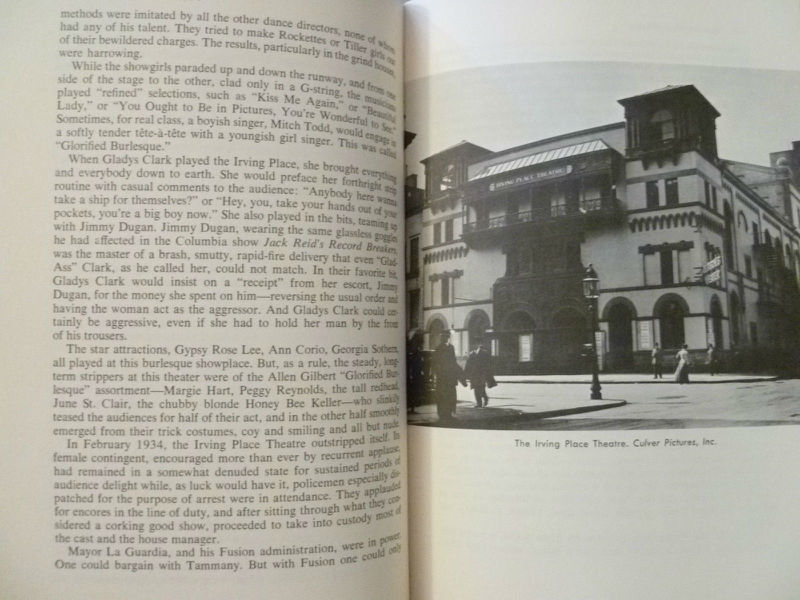 methods were imitated by all the other dance directors, none of whom
had any of his talent. They tried to make Rockettes or Tiller girls out
of their bewildered charges. The results, particularly in the grind houses,
were harrowing.
While the showgirls paraded up and down the runway, and from one
side of the stage to the other, clad only in a G-string, the musicians
played "refined" selections, such as "Kiss Me Again," or "Beautiful
Lady," or "You Ought to Be in Pictures, You're Wonderful to See."
Sometimes, for real class, a boyish singer, Mitch Todd, would engage in
a softly tender tête-à-tête with a youngish girl singer. This was called
"Glorified Burlesque."
When Gladys Clark played the Irving Place, she brought everything
and everybody down to earth. She would preface her forthright strip
routine with casual comments to the audience: "Anybody here wanna
take a ship for themselves?" or "Hey, you, take your hands out of your
pockets, you're a big boy now." She also played in the bits, teaming up
with Jimmy Dugan. Jimmy Dugan, wearing the same glassless goggles
he had affected in the Columbia show Jack Reid's Record Breakers,
was the master of a brash, smutty, rapid-fire delivery that even "Glad-
Ass" Clark, as he called her, could not match. In their favorite bit,
Gladys Clark would insist on a "receipt" from her escort, Jimmy
Dugan, for the money she spent on him—reversing the usual order and
having the woman act as the aggressor. And Gladys Clark could cer-
tainly be aggressive, even if she had to hold her man by the front
of his trousers.
The star attractions, Gypsy Rose Lee, Ann Corio, Georgia Sothern,
all played at this burlesque showplace. But, as a rule, the steady, long-
term strippers at this theater were of the Allen Gilbert "Glorified Bur-
lesque" assortment—Margie Hart, Peggy Reynolds, the tall redhead,
June St. Clair, the chubby blonde Honey Bee Keller—who slinkily
teased the audiences for half of their act, and in the other half smoothly
emerged from their trick costumes, coy and smiling and all but nude.
In February 1934, the Irving Place Theatre outstripped itself. Its
female contingent, encouraged more than ever by recurrent applause,
had remained in a somewhat denuded state for sustained periods of
audience delight while, as luck would have it, policemen especially dis-
patched for the purpose of arrest were in attendance. They applauded
for encores in the line of duty, and after sitting through what they con-
sidered a corking good show, proceeded to take into custody most of
the cast and the house manager.
Mayor La Guardia, and his Fusion administration, were in power.
One could bargain with Tammany. But with Fusion one could only
IRVING PLACE THEATRE
The Irving Place Theatre. Culver Pictures, Inc.